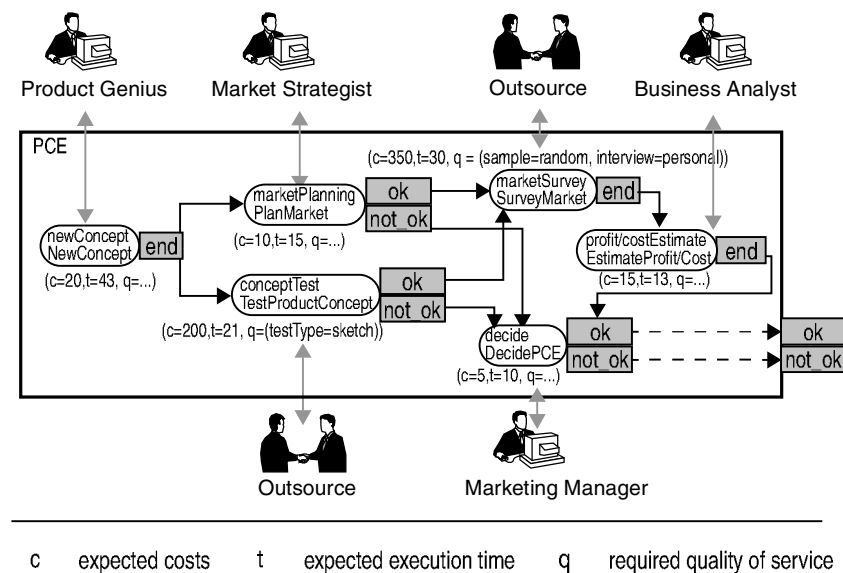 Product Genius
Market Strategist
Outsource
Business Analyst
PCE
(c=350,t=30, q = (sample=random, interview=personal))
marketPlanning
PlanMarket
ok
not_ok
(c=10,t=15, q=...)
marketSurvey
SurveyMarket
end
newConcept
NewConcept
end
(c=20,t=43, q=...)
profit/costEstimate
EstimateProfit/Cost
end
(c=15,t=13, q=...)
conceptTest
TestProductConcept
ok
not_ok
(c=200,t=21, q=(testType=sketch))
decide
DecidePCE
ok
not_ok
(c=5,t=10, q=...)
ok
not_ok
Outsource
Marketing Manager
c expected costs t expected execution time q required quality of service